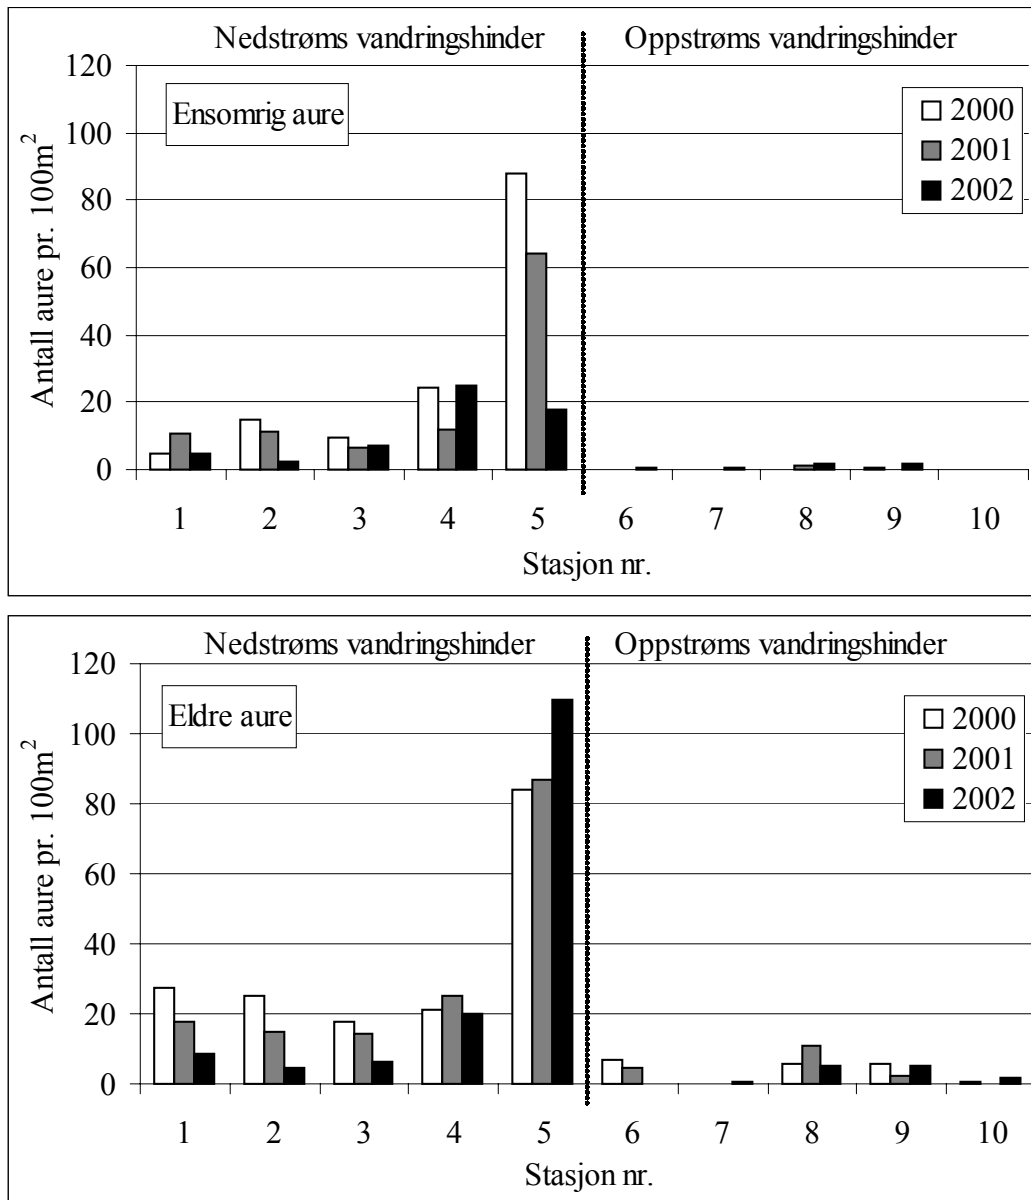 Nedstrøms vandringshinder Oppstrøms vandringshinder
Ensomrig aure
2000
2001
2002
Antall aure pr. 100m²
120
100
80
60
40
20
0
1 2 3 4 5 6 7 8 9 10
Stasjon nr.
Nedstrøms vandringshinder Oppstrøms vandringshinder
Eldre aure
2000
2001
2002
Antall aure pr. 100m²
120
100
80
60
40
20
0
1 2 3 4 5 6 7 8 9 10
Stasjon nr.